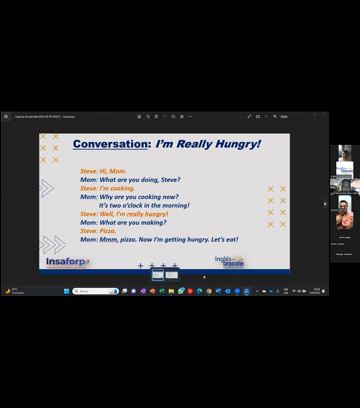 Conversation: I'm Really Hungry!
Steve: Hi, Mom.
Mom: What are you doing, Steve?
Steve: I'm cooking.
Mom: Why are you cooking now?
It's two o'clock in the morning!
Steve: Well, I'm really hungry!
Mom: What are you making?
Steve: Pizza.
Mom: Mmm, pizza. Now I'm getting hungry. Let's eat!
Insaforp
Inglés
Corporativo